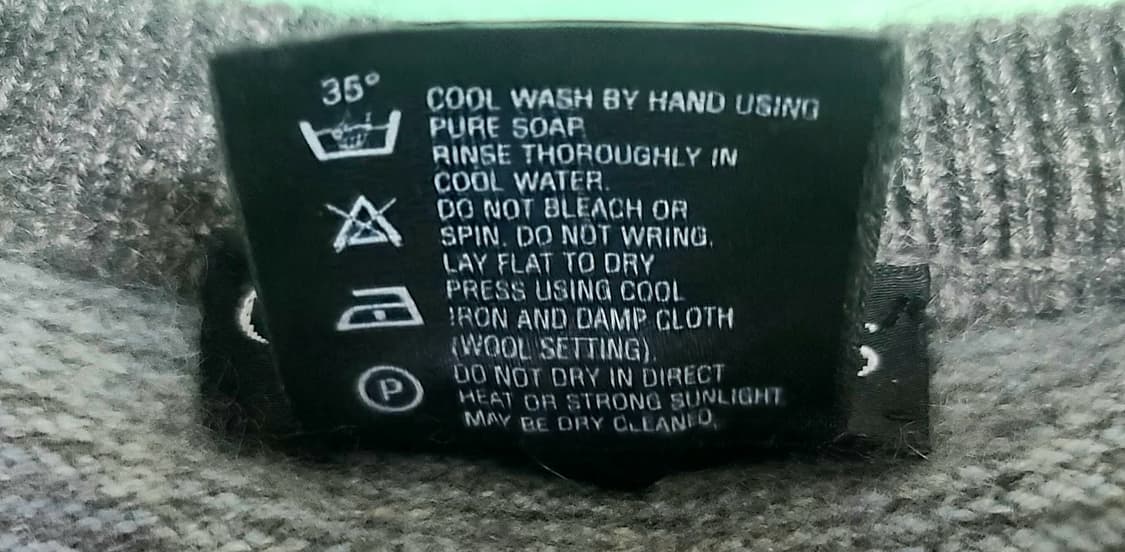 35°
COOL WASH BY HAND USING
PURE SOAP
RINSE THOROUGHLY IN
COOL WATER.
DO NOT BLEACH OR
SPIN. DO NOT WRING.
LAY FLAT TO DRY
PRESS USING COOL
IRON AND DAMP CLOTH
(WOOL SETTING).
P
DO NOT DRY IN DIRECT
HEAT OR STRONG SUNLIGHT
MAY BE DRY CLEANED.